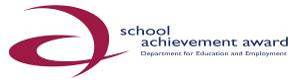 school
achievement award
Department for Education and Employment